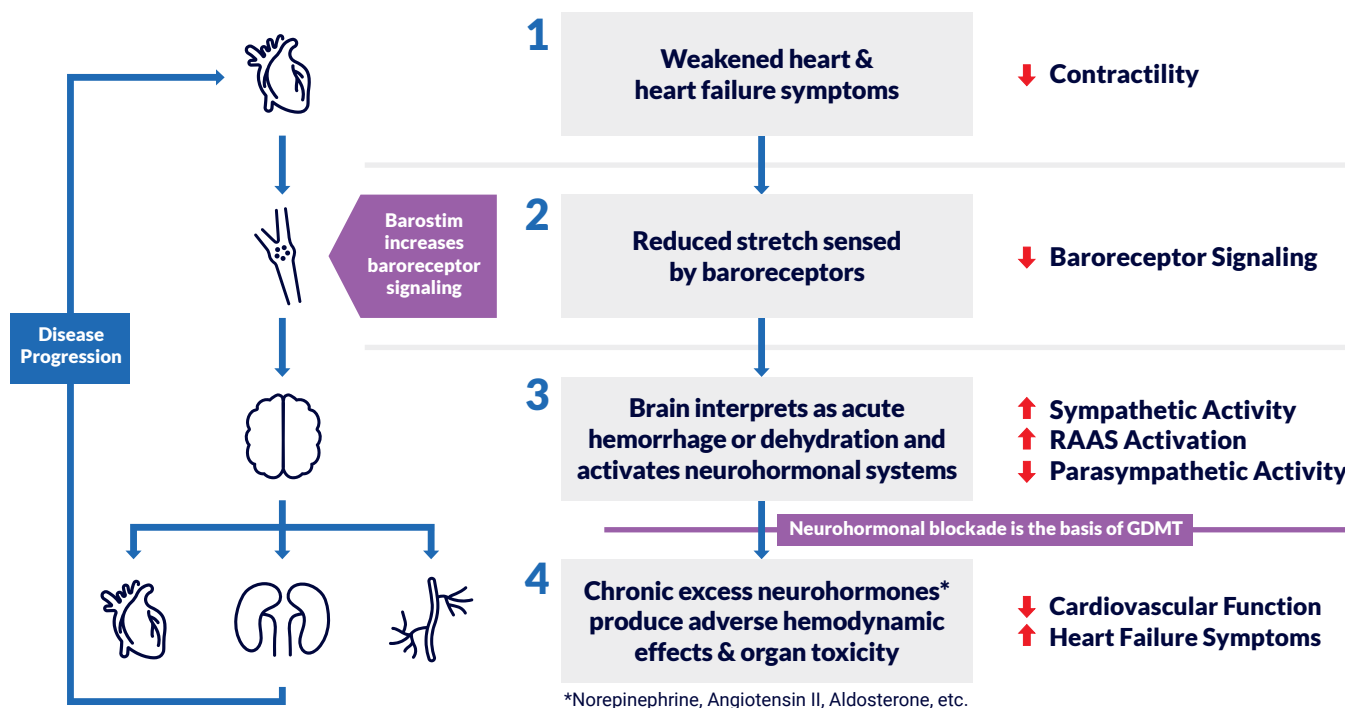 1
Weakened heart &
heart failure symptoms
Contractility
Barostim
increases
baroreceptor
signaling
2
Reduced stretch sensed
by baroreceptors
Baroreceptor Signaling
Disease
Progression
3
Brain interprets as acute
hemorrhage or dehydration and
activates neurohormonal systems
Sympathetic Activity
RAAS Activation
Parasympathetic Activity
Neurohormonal blockade is the basis of GDMT
4
Chronic excess neurohormones*
produce adverse hemodynamic
effects & organ toxicity
Cardiovascular Function
Heart Failure Symptoms
*Norepinephrine, Angiotensin II, Aldosterone, etc.